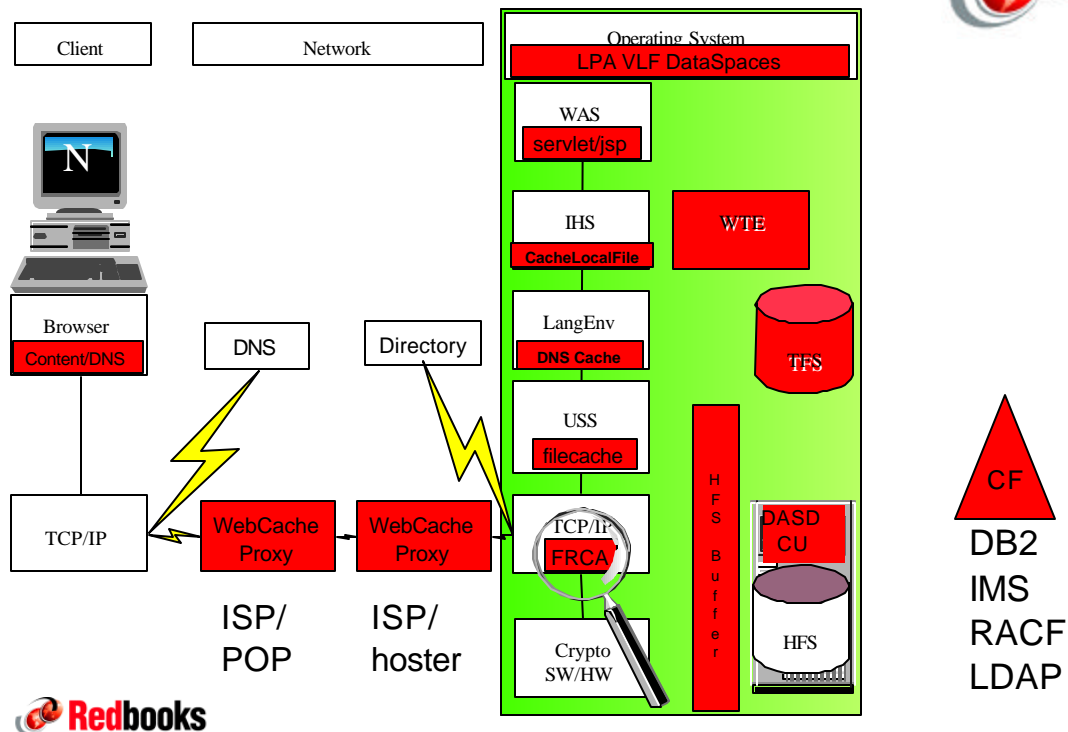 Client
Network
Operating System
LPA VLF DataSpaces
WAS
servlet/jsp
N
IHS
CacheLocalFile
WTE
Browser
Content/DNS
DNS
Directory
LangEnv
DNS Cache
TFS
USS
filecache
TCP/IP
WebCache
Proxy
WebCache
Proxy
TCP/IP
FRCA
HFS Buffer
DASD
CU
HFS
CF
DB2
IMS
RACF
LDAP
ISP/
POP
ISP/
hoster
Crypto
SW/HW
Redbooks